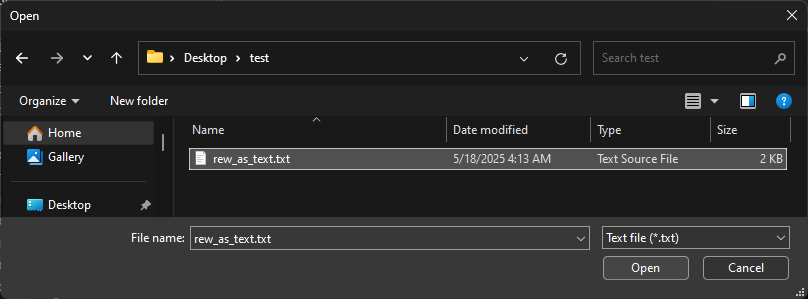 Open
Desktop test
Search test
Organize New folder
Home
Gallery
Desktop
Name Date modified Type Size
rew_as_text.txt 5/18/2025 4:13 AM Text Source File 2 KB
File name: rew_as_text.txt Text file (*.txt)
Open Cancel